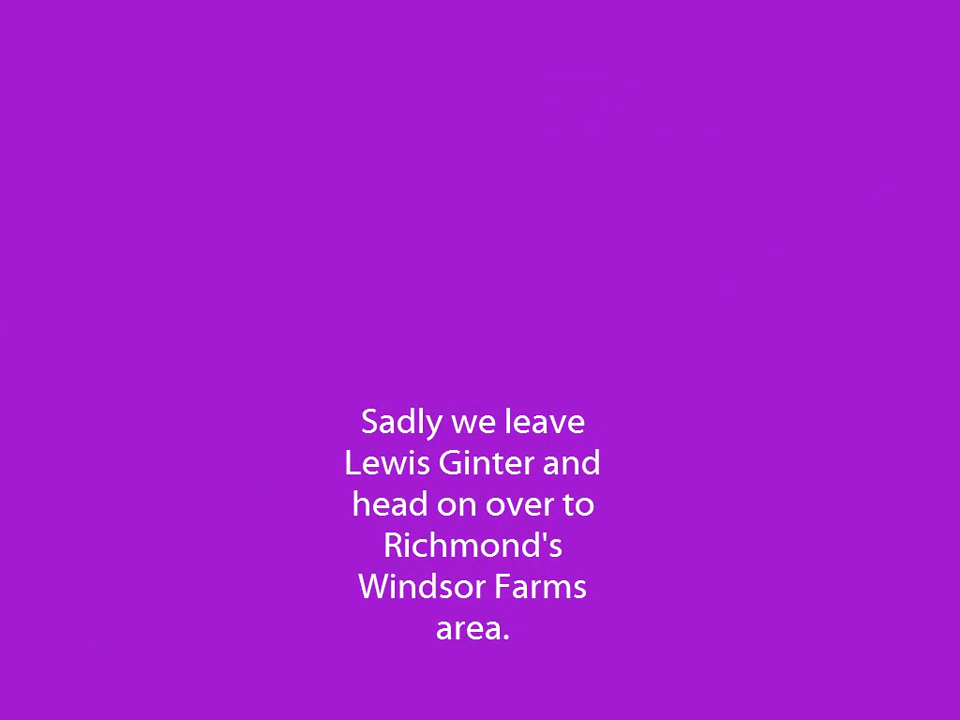 Sadly we leave
Lewis Ginter and
head on over to
Richmond's
Windsor Farms
area.